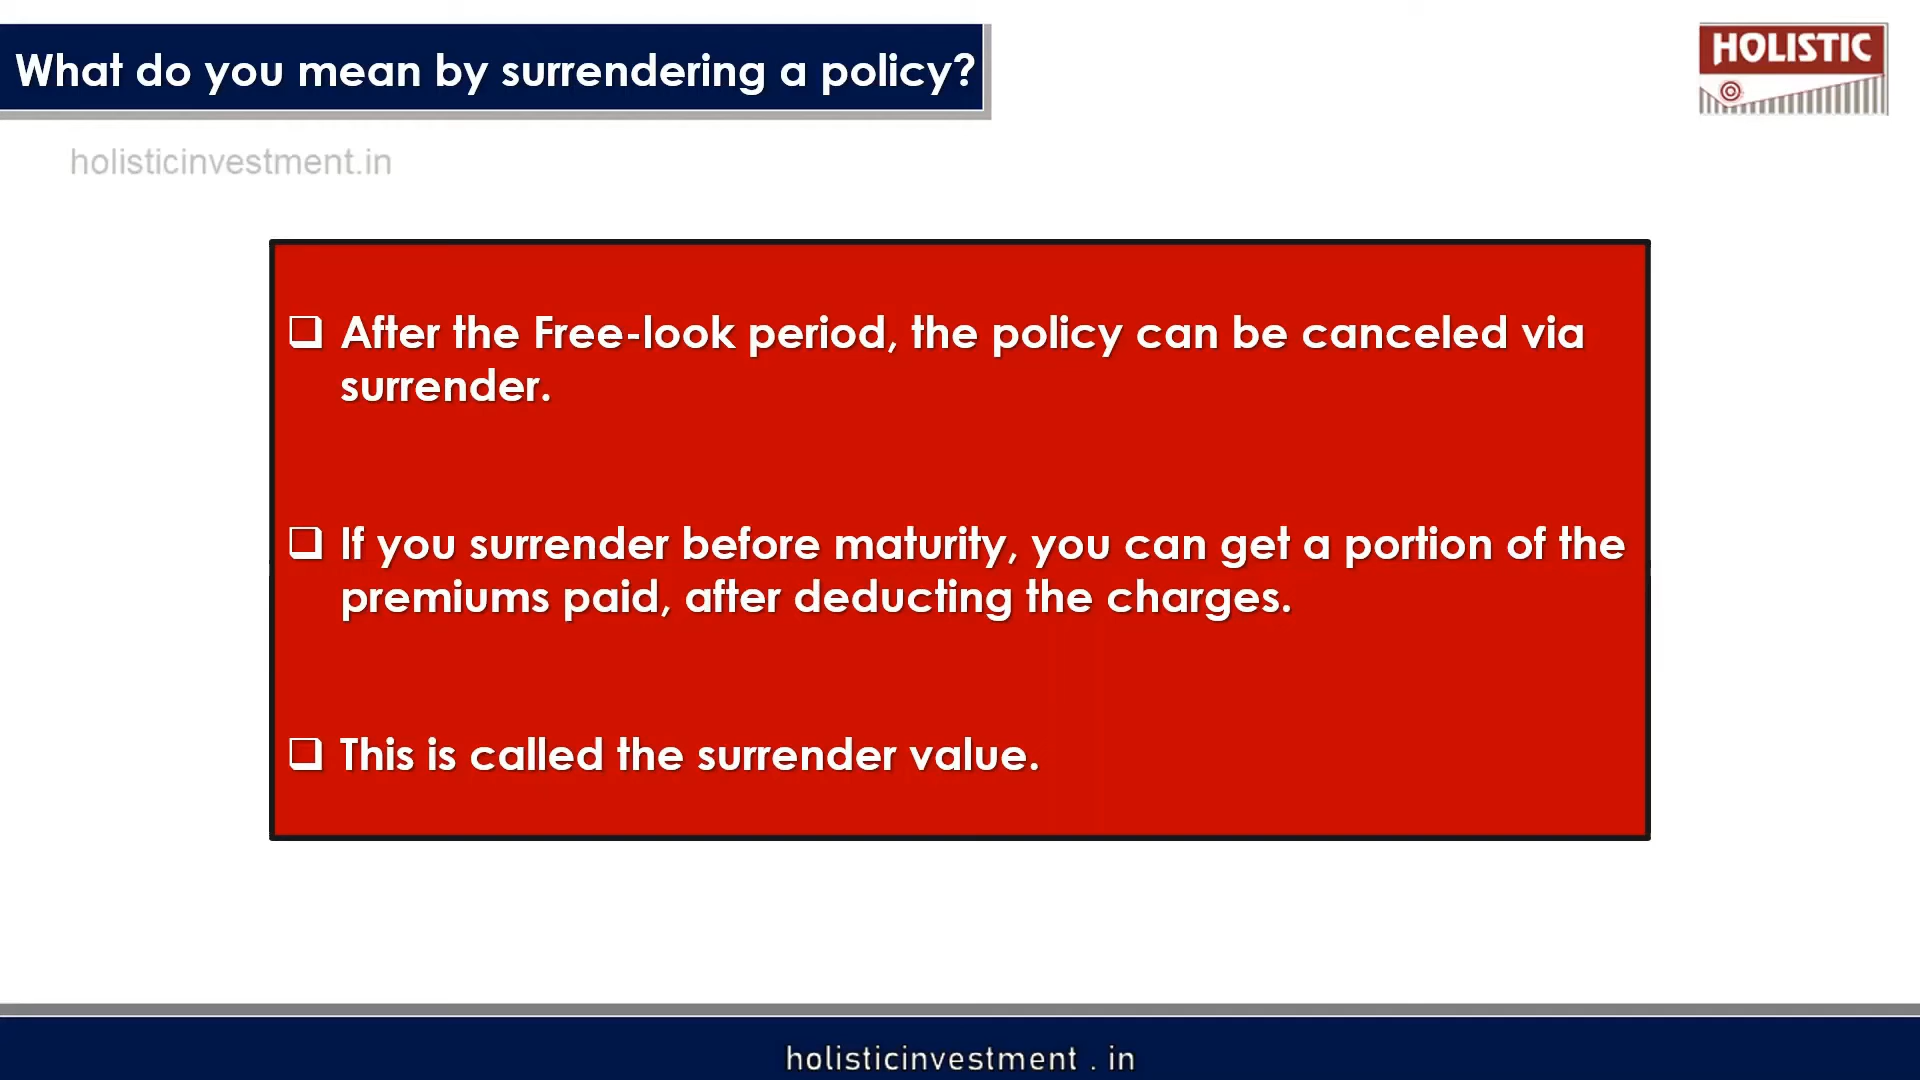 What do you mean by surrendering a policy?
HOLISTIC
holisticinvestment.in
❑ After the Free-look period, the policy can be canceled via
surrender.
❑ If you surrender before maturity, you can get a portion of the
premiums paid, after deducting the charges.
❑ This is called the surrender value.
holisticinvestment . in